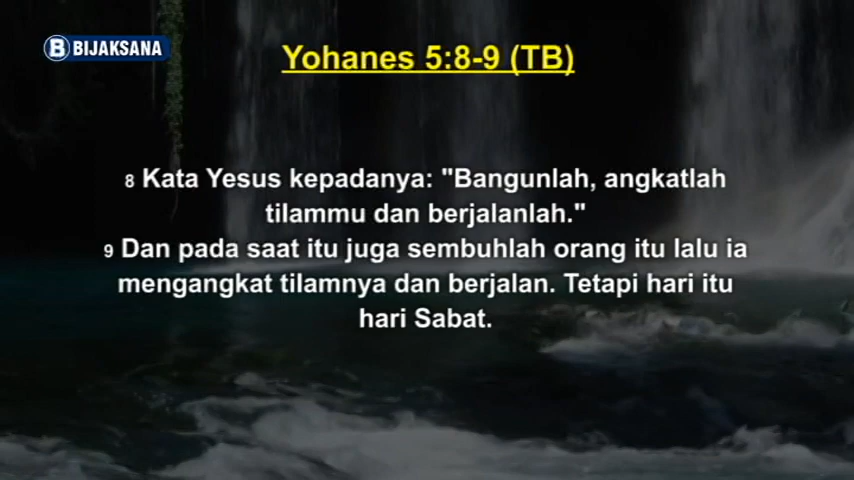 B BIJAKSANA
Yohanes 5:8-9 (TB)
8 Kata Yesus kepadanya: "Bangunlah, angkatlah
tilammu dan berjalanlah."
9 Dan pada saat itu juga sembuhlah orang itu lalu ia
mengangkat tilamnya dan berjalan. Tetapi hari itu
hari Sabat.